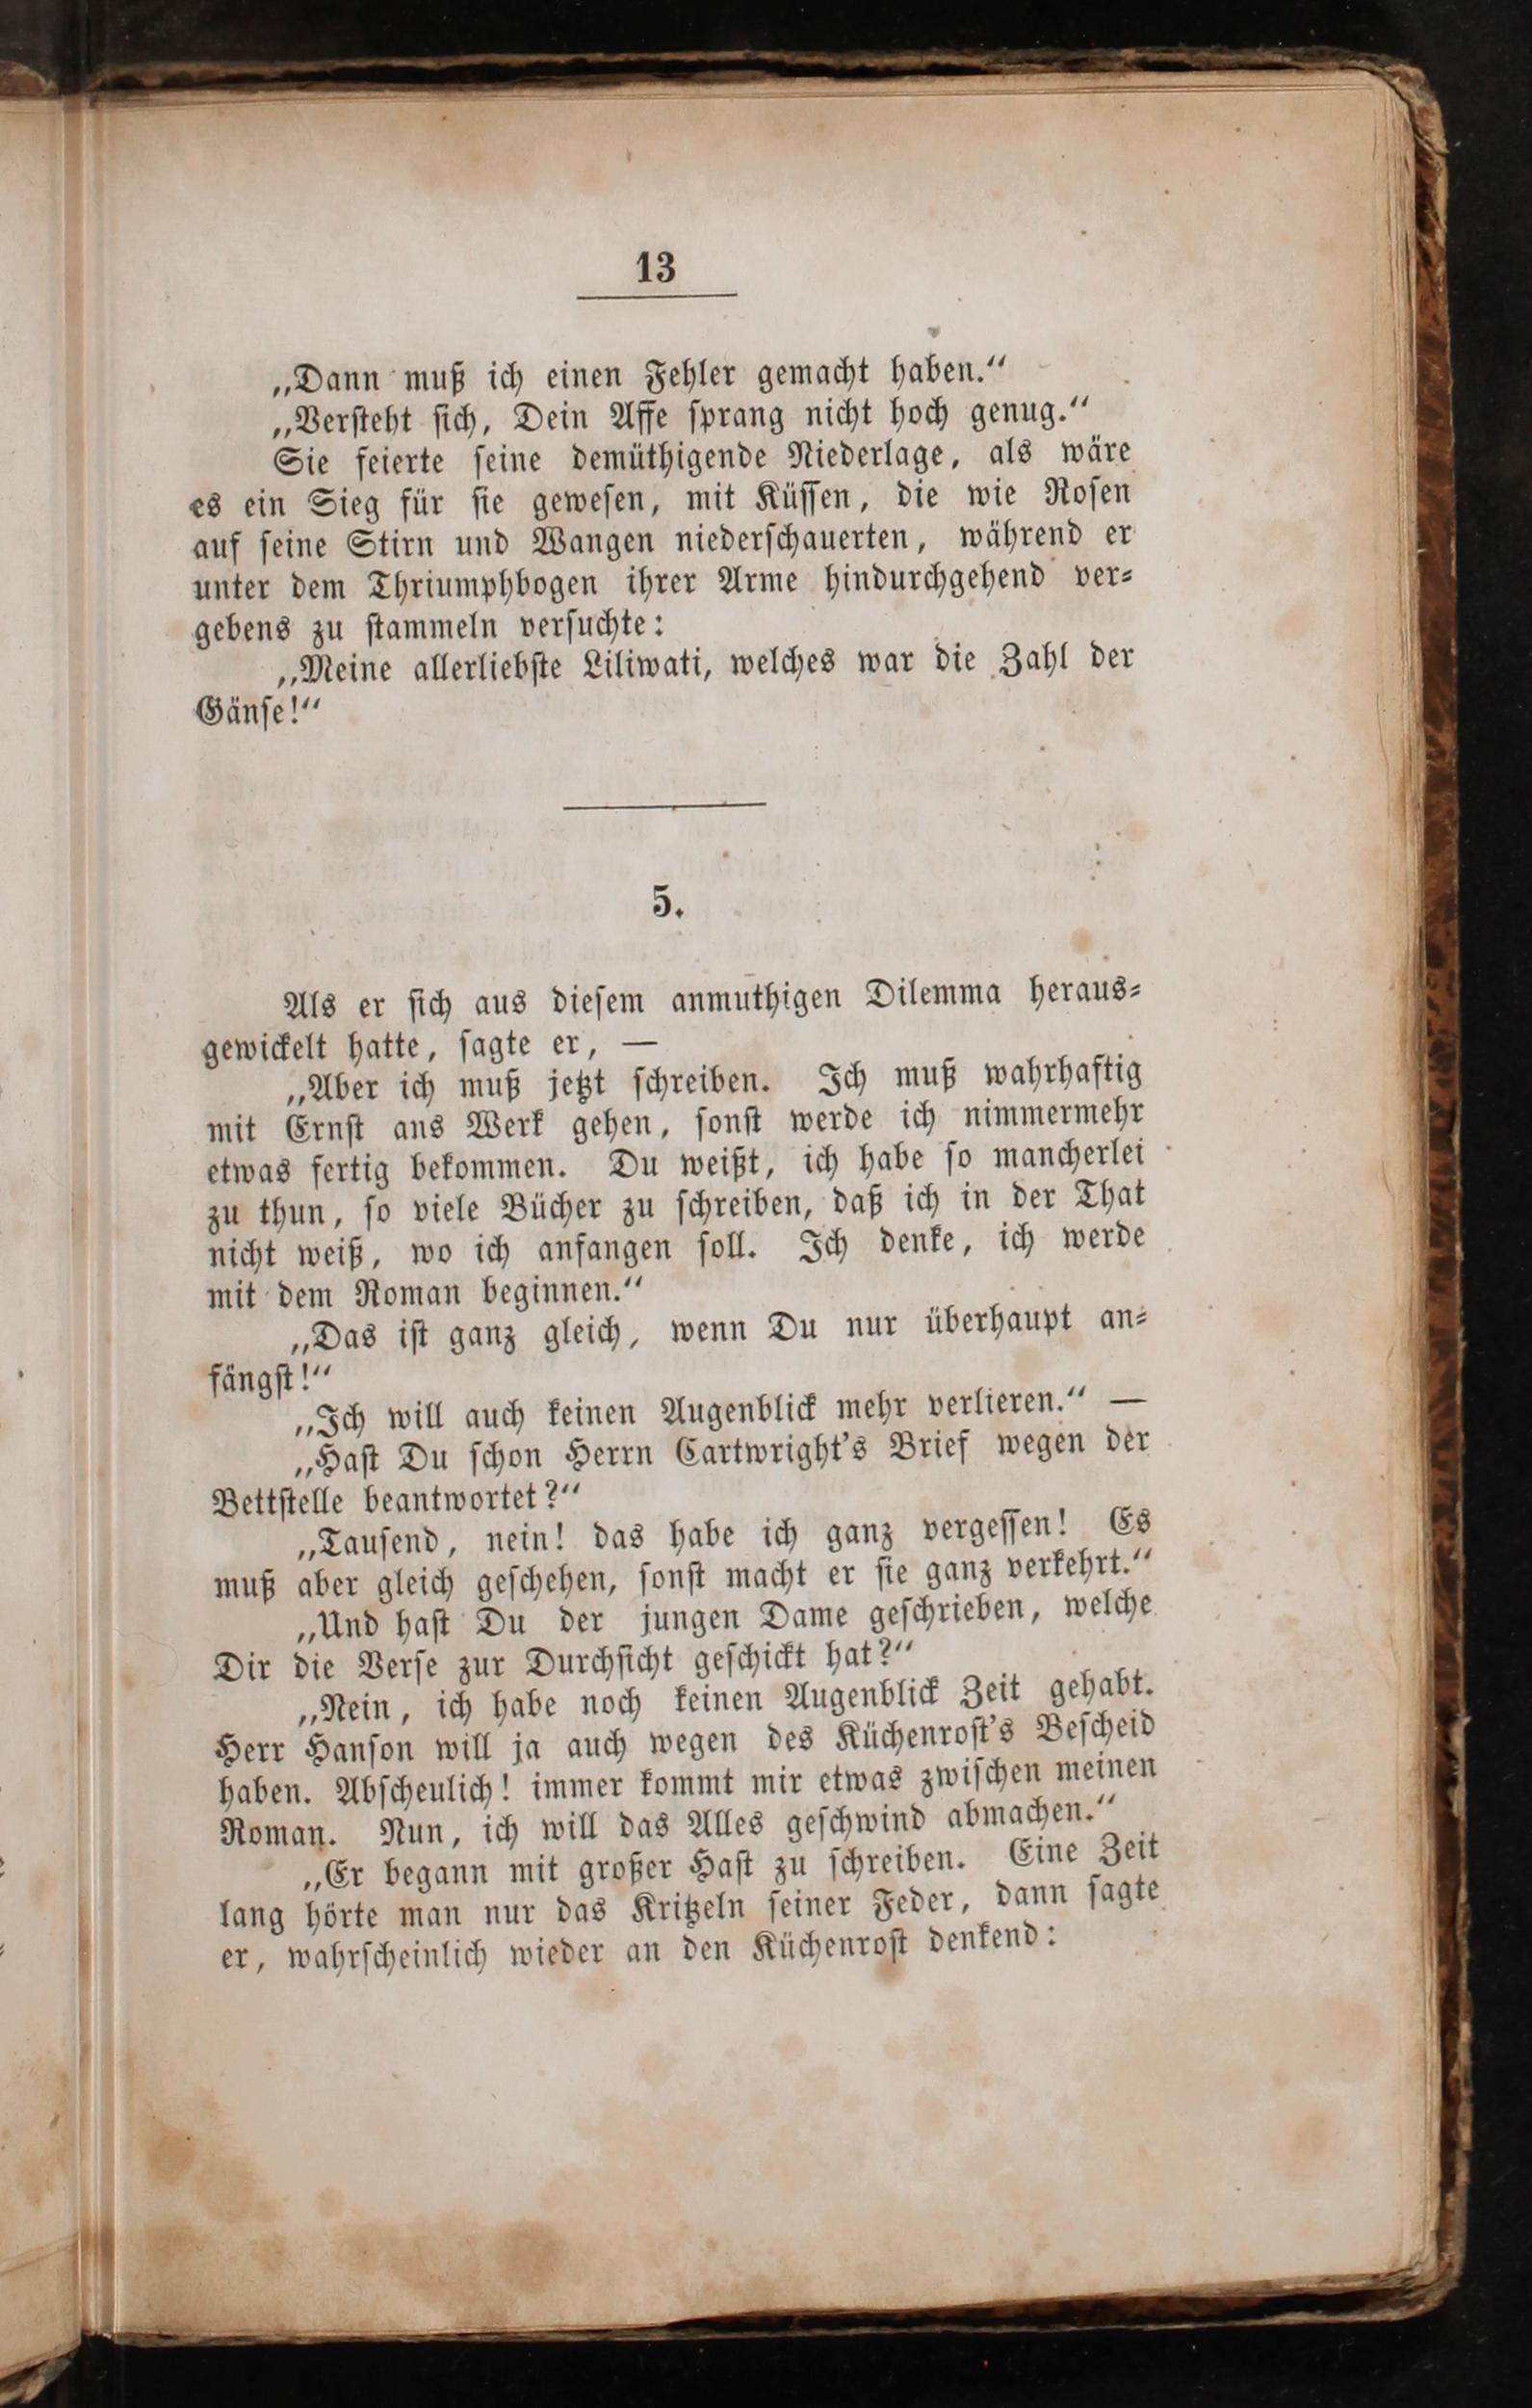 13
„Dann muß ich einen Fehler gemacht haben.“
„Versteht sich, Dein Affe sprang nicht hoch genug.“
Sie feierte seine demüthigende Niederlage, als wäre
es ein Sieg für sie gewesen, mit Küssen, die wie Rosen
auf seine Stirn und Wangen niederschauerten, während er
unter dem Thriumphbogen ihrer Arme hindurchgehend ver-
gebens zu stammeln versuchte:
„Meine allerliebste Liliwati, welches war die Zahl der
Gänse!“
5.
Als er sich aus diesem anmuthigen Dilemma heraus-
gewickelt hatte, sagte er, —
„Aber ich muß jetzt schreiben. Ich muß wahrhaftig
mit Ernst ans Werk gehen, sonst werde ich nimmermehr
etwas fertig bekommen. Du weißt, ich habe so mancherlei
zu thun, so viele Bücher zu schreiben, daß ich in der That
nicht weiß, wo ich anfangen soll. Ich denke, ich werde
mit dem Roman beginnen.“
„Das ist ganz gleich, wenn Du nur überhaupt an-
fängst!“
„Ich will auch keinen Augenblick mehr verlieren.“ —
„Hast Du schon Herrn Cartwright's Brief wegen der
Bettstelle beantwortet?“
„Tausend, nein! das habe ich ganz vergessen! Es
muß aber gleich geschehen, sonst macht er sie ganz verkehrt.“
„Und hast Du der jungen Dame geschrieben, welche
Dir die Verse zur Durchsicht geschickt hat?“
„Nein, ich habe noch keinen Augenblick Zeit gehabt.
Herr Hanson will ja auch wegen des Küchenrost's Bescheid
haben. Abscheulich! immer kommt mir etwas zwischen meinen
Roman. Nun, ich will das Alles geschwind abmachen.“
„Er begann mit großer Hast zu schreiben. Eine Zeit
lang hörte man nur das Kritzeln seiner Feder, dann sagte
er, wahrscheinlich wieder an den Küchenrost denkend: